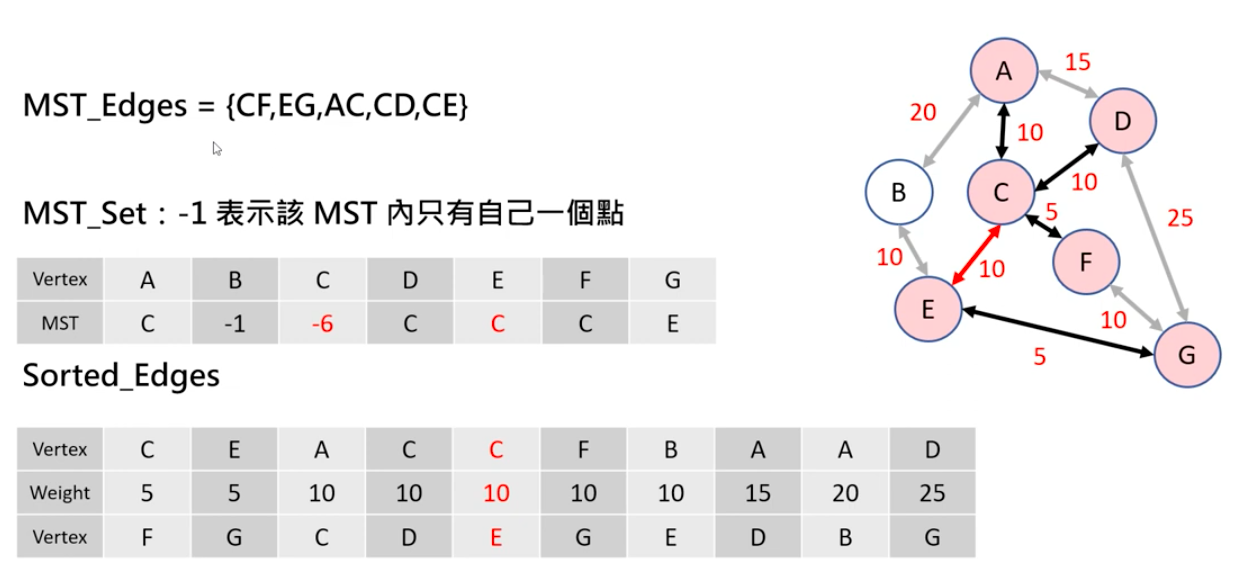 MST_Edges = {CF,EG,AC,CD,CE}
MST_Set：-1 表示該 MST 內只有自己一個點
Vertex A B C D E F G
MST C -1 -6 C C C E
Sorted_Edges
Vertex C E A C C F B A A D
Weight 5 5 10 10 10 10 10 15 20 25
Vertex F G C D E G E D B G
A
15
20
D
10
B
C
10
5
25
10
10
F
E
10
5
G